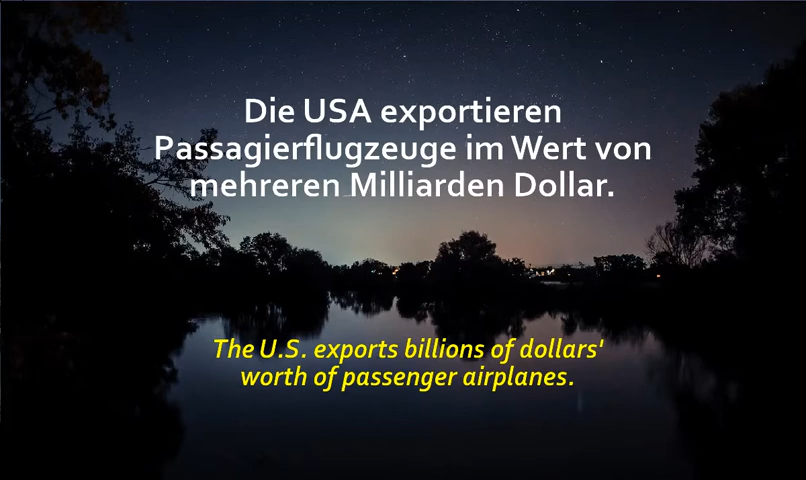 Die USA exportieren
Passagierflugzeuge im Wert von
mehreren Milliarden Dollar.
The U.S. exports billions of dollars'
worth of passenger airplanes.